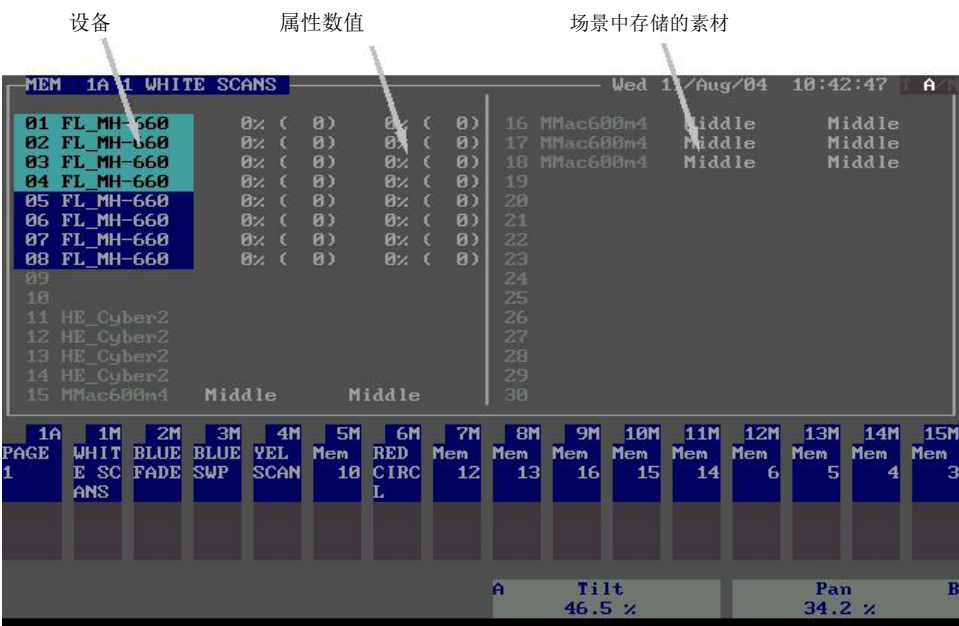 设备 属性数值 场景中存储的素材
MEM 1A 1 WHITE SCANS Wed 11/Aug/04 10:42:47 T A/N
01 FL_MH-660 0% ( 0) 0% ( 0) 16 MMac600m4 Middle Middle
02 FL_MH-660 0% ( 0) 0% ( 0) 17 MMac600m4 Middle Middle
03 FL_MH-660 0% ( 0) 0% ( 0) 18 MMac600m4 Middle Middle
04 FL_MH-660 0% ( 0) 0% ( 0) 19
05 FL_MH-660 0% ( 0) 0% ( 0) 20
06 FL_MH-660 0% ( 0) 0% ( 0) 21
07 FL_MH-660 0% ( 0) 0% ( 0) 22
08 FL_MH-660 0% ( 0) 0% ( 0) 23
09 24
10 25
11 HE_Cyber2 26
12 HE_Cyber2 27
13 HE_Cyber2 28
14 HE_Cyber2 29
15 MMac600m4 Middle Middle 30
1A 1M 2M 3M 4M 5M 6M 7M 8M 9M 10M 11M 12M 13M 14M 15M
PAGE WHIT BLUE BLUE YEL Mem RED Mem Mem Mem Mem Mem Mem Mem Mem Mem
1 E SC FADE SWP SCAN 10 CIRC 12 13 16 15 14 6 5 4 3
ANS L
A Tilt Pan B
46.5 % 34.2 %